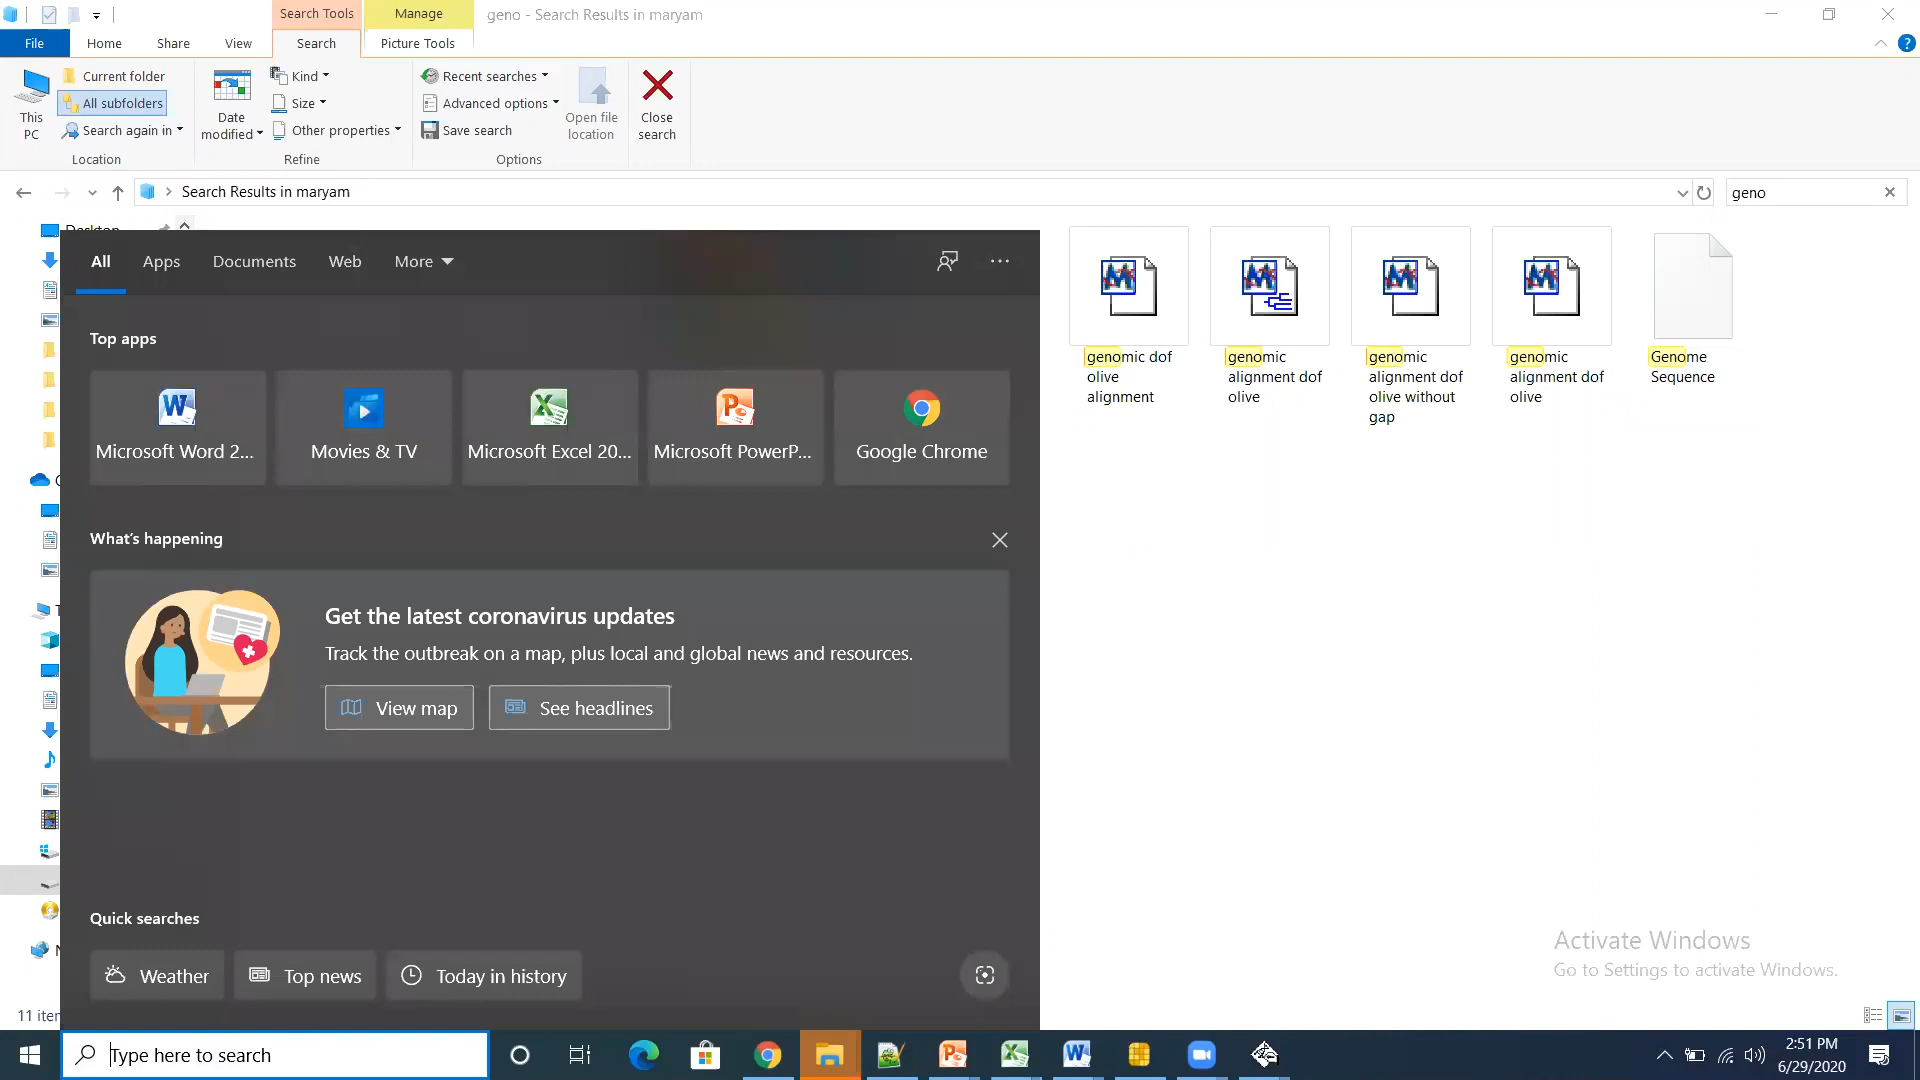 Search Tools
Manage
geno - Search Results in maryam
File
Home
Share
View
Search
Picture Tools
This PC
Current folder
All subfolders
Search again in
Location
Date modified
Kind
Size
Other properties
Refine
Recent searches
Advanced options
Save search
Options
Open file location
Close search
Search Results in maryam
geno
All
Apps
Documents
Web
More
Top apps
Microsoft Word 2...
Movies & TV
Microsoft Excel 20...
Microsoft PowerP...
Google Chrome
What's happening
Get the latest coronavirus updates
Track the outbreak on a map, plus local and global news and resources.
View map
See headlines
Quick searches
Weather
Top news
Today in history
genomic dof
olive
alignment
genomic
alignment dof
olive
genomic
alignment dof
olive without
gap
genomic
alignment dof
olive
Genome
Sequence
Activate Windows
Go to Settings to activate Windows.
11 iter
Type here to search
2:51 PM
6/29/2020